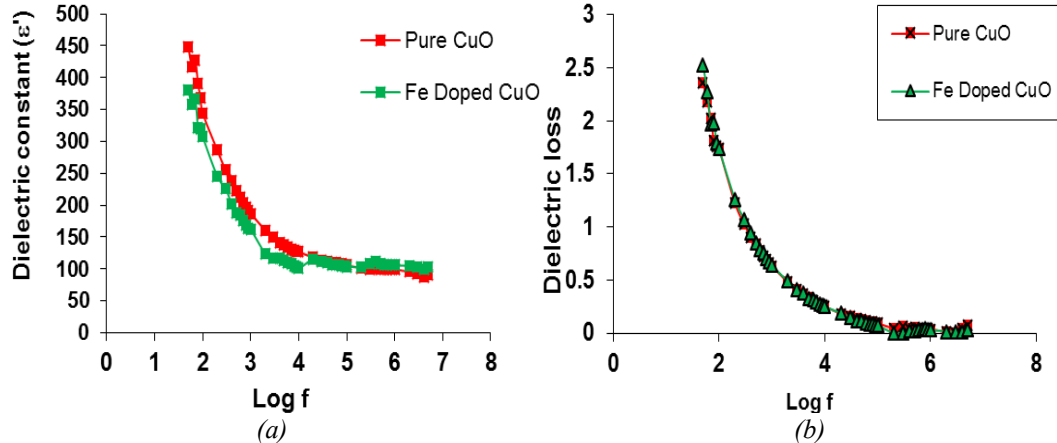 Dielectric constant (ε')
500
450
400
350
300
250
200
150
100
50
0
Pure CuO
Fe Doped CuO
0 1 2 3 4 5 6 7 8
Log f
(a)
Dielectric loss
3
2.5
2
1.5
1
0.5
0
Pure CuO
Fe Doped CuO
0 2 4 6 8
Log f
(b)